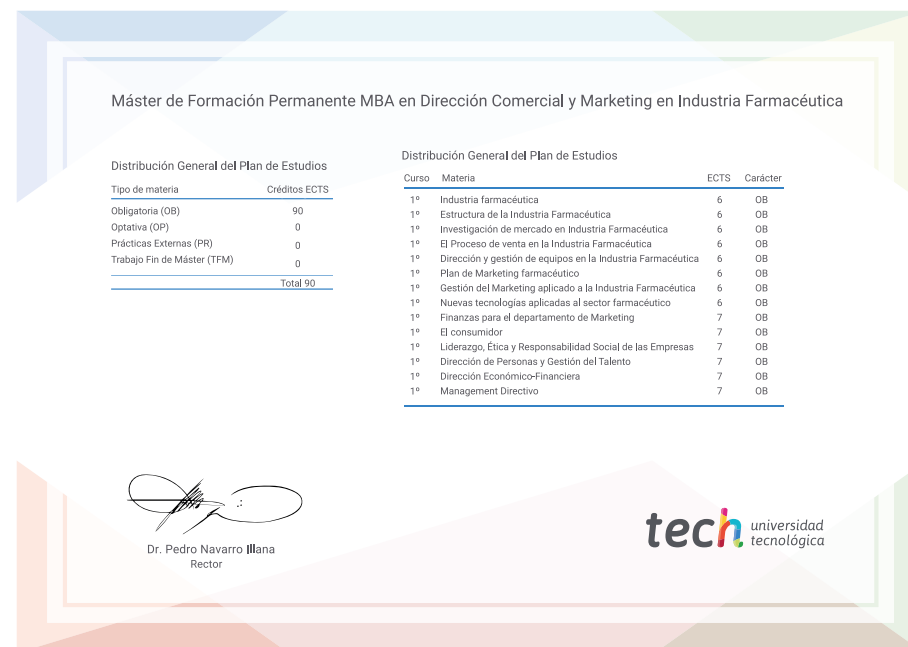 Máster de Formación Permanente MBA en Dirección Comercial y Marketing en Industria Farmacéutica
Distribución General del Plan de Estudios
Tipo de materia Créditos ECTS
Obligatoria (OB) 90
Optativa (OP) 0
Prácticas Externas (PR) 0
Trabajo Fin de Máster (TFM) 0
Total 90
Distribución General del Plan de Estudios
Curso Materia ECTS Carácter
1º Industria farmacéutica 6 OB
1º Estructura de la Industria Farmacéutica 6 OB
1º Investigación de mercado en Industria Farmacéutica 6 OB
1º El Proceso de venta en la Industria Farmacéutica 6 OB
1º Dirección y gestión de equipos en la Industria Farmacéutica 6 OB
1º Plan de Marketing farmacéutico 6 OB
1º Gestión del Marketing aplicado a la Industria Farmacéutica 6 OB
1º Nuevas tecnologías aplicadas al sector farmacéutico 6 OB
1º Finanzas para el departamento de Marketing 7 OB
1º El consumidor 7 OB
1º Liderazgo, Ética y Responsabilidad Social de las Empresas 7 OB
1º Dirección de Personas y Gestión del Talento 7 OB
1º Dirección Económico-Financiera 7 OB
1º Management Directivo 7 OB
Dr. Pedro Navarro Illana
Rector
tech universidad
tecnológica